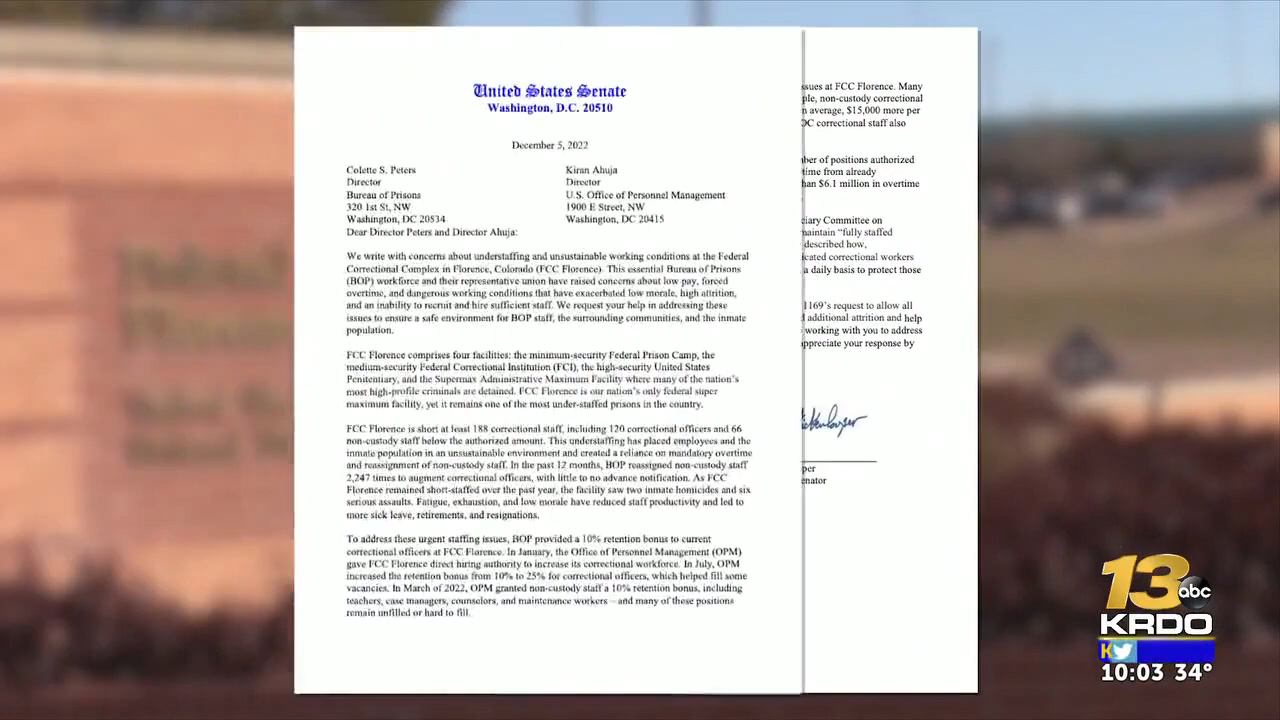 United States Senate
Washington, D.C. 20510
December 5, 2022
Colette S. Peters
Director
Bureau of Prisons
320 1st St, NW
Washington, DC 20534
Kiran Ahuja
Director
U.S. Office of Personnel Management
1900 E Street, NW
Washington, DC 20415
Dear Director Peters and Director Ahuja:
We write with concerns about understaffing and unsustainable working conditions at the Federal
Correctional Complex in Florence, Colorado (FCC Florence). This essential Bureau of Prisons
(BOP) workforce and their representative union have raised concerns about low pay, forced
overtime, and dangerous working conditions that have exacerbated low morale, high attrition,
and an inability to recruit and hire sufficient staff. We request your help in addressing these
issues to ensure a safe environment for BOP staff, the surrounding communities, and the inmate
population.
FCC Florence comprises four facilities: the minimum-security Federal Prison Camp, the
medium-security Federal Correctional Institution (FCI), the high-security United States
Penitentiary, and the Supermax Administrative Maximum Facility where many of the nation's
most high-profile criminals are detained. FCC Florence is our nation's only federal super
maximum facility, yet it remains one of the most under-staffed prisons in the country.
FCC Florence is short at least 188 correctional staff, including 120 correctional officers and 66
non-custody staff below the authorized amount. This understaffing has placed employees and the
inmate population in an unsustainable environment and created a reliance on mandatory overtime
and reassignment of non-custody staff. In the past 12 months, BOP reassigned non-custody staff
2,247 times to augment correctional officers, with little to no advance notification. As FCC
Florence remained short-staffed over the past year, the facility saw two inmate homicides and six
serious assaults. Fatigue, exhaustion, and low morale have reduced staff productivity and led to
more sick leave, retirements, and resignations.
To address these urgent staffing issues, BOP provided a 10% retention bonus to current
correctional officers at FCC Florence. In January, the Office of Personnel Management (OPM)
gave FCC Florence direct hiring authority to increase its correctional workforce. In July, OPM
increased the retention bonus from 10% to 25% for correctional officers, which helped fill some
vacancies. In March of 2022, OPM granted non-custody staff a 10% retention bonus, including
teachers, case managers, counselors, and maintenance workers – and many of these positions
remain unfilled or hard to fill.
ssues at FCC Florence. Many
ple, non-custody correctional
n average, $15,000 more per
OC correctional staff also
ber of positions authorized
time from already
han $6.1 million in overtime
ciary Committee on
maintain "fully staffed
described how,
icated correctional workers
a daily basis to protect those
1169's request to allow all
additional attrition and help
working with you to address
appreciate your response by
per
enator
13
abc
KRDO
K
10:03 34°